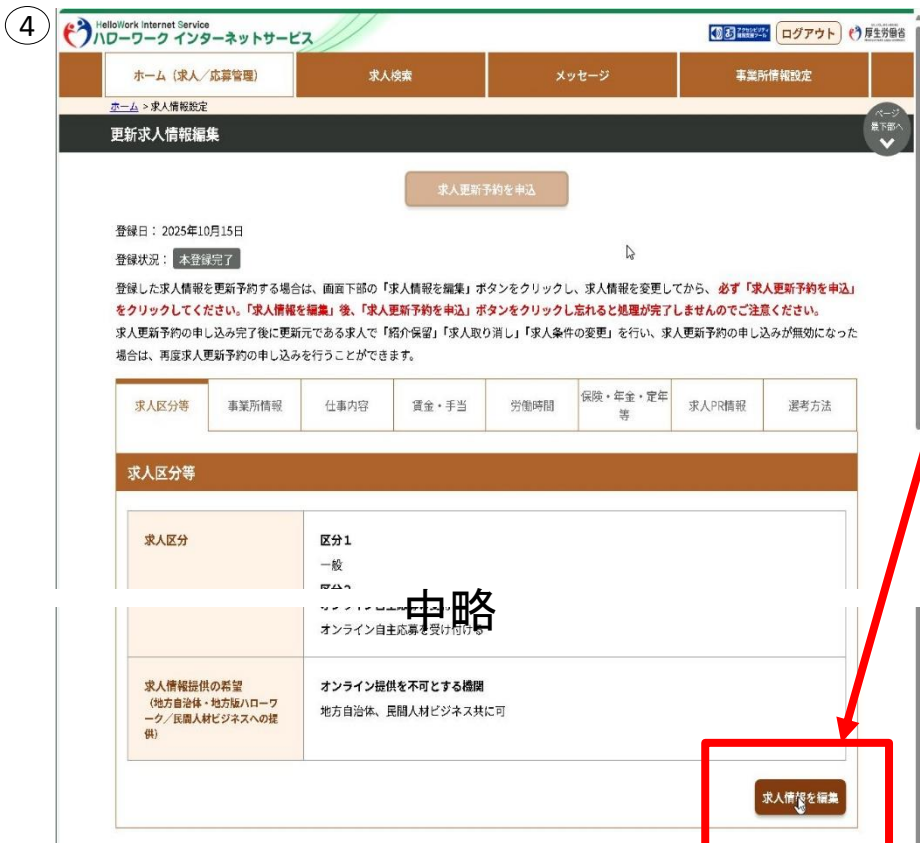 ④
HelloWork Internet Service
ハローワーク インターネットサービス
ログアウト
厚生労働省
ホーム（求人／応募管理）
求人検索
メッセージ
事業所情報設定
ホーム > 求人情報設定
ページ
最下部へ
更新求人情報編集
求人更新予約を申込
登録日： 2025年10月15日
登録状況： 本登録完了
登録した求人情報を更新予約する場合は、画面下部の「求人情報を編集」ボタンをクリックし、求人情報を変更してから、必ず「求人更新予約を申込」
をクリックしてください。「求人情報を編集」後、「求人更新予約を申込」ボタンをクリックし忘れると処理が完了しませんのでご注意ください。
求人更新予約の申し込み完了後に更新元である求人で「紹介保留」「求人取り消し」「求人条件の変更」を行い、求人更新予約の申し込みが無効になった
場合は、再度求人更新予約の申し込みを行うことができます。
求人区分等
事業所情報
仕事内容
賃金・手当
労働時間
保険・年金・定年
等
求人PR情報
選考方法
求人区分等
求人区分
区分1
一般
中略
オンライン自主応募を受け付ける
求人情報提供の希望
（地方自治体・地方版ハローワ
ーク／民間人材ビジネスへの提
供）
オンライン提供を不可とする機関
地方自治体、民間人材ビジネス共に可
求人情報を編集